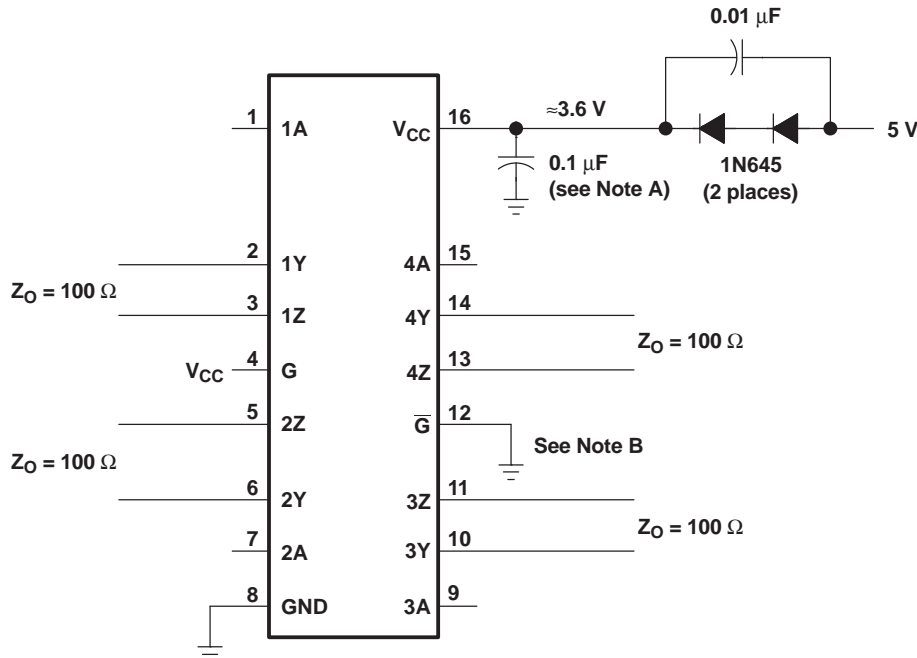 0.01 μF
1 1A VCC 16 ≈3.6 V
5 V
0.1 μF
(see Note A)
1N645
(2 places)
2 1Y 4A 15
ZO = 100 Ω
3 1Z 4Y 14
ZO = 100 Ω
VCC 4 G 4Z 13
5 2Z G̅ 12
See Note B
ZO = 100 Ω
6 2Y 3Z 11
ZO = 100 Ω
7 2A 3Y 10
8 GND 3A 9